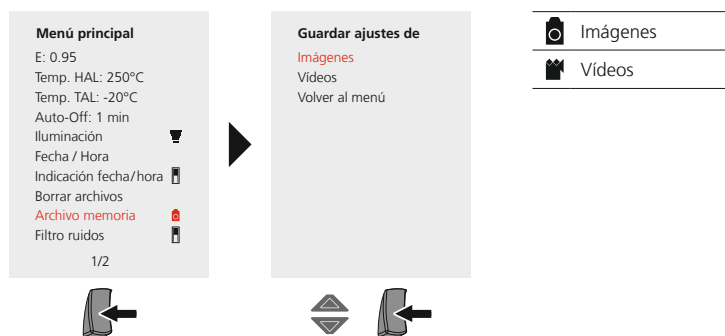 Menú principal
E: 0.95
Temp. HAL: 250°C
Temp. TAL: -20°C
Auto-Off: 1 min
Iluminación
Fecha / Hora
Indicación fecha/hora
Borrar archivos
Archivo memoria
Filtro ruidos
1/2
Guardar ajustes de
Imágenes
Vídeos
Volver al menú
Imágenes
Vídeos